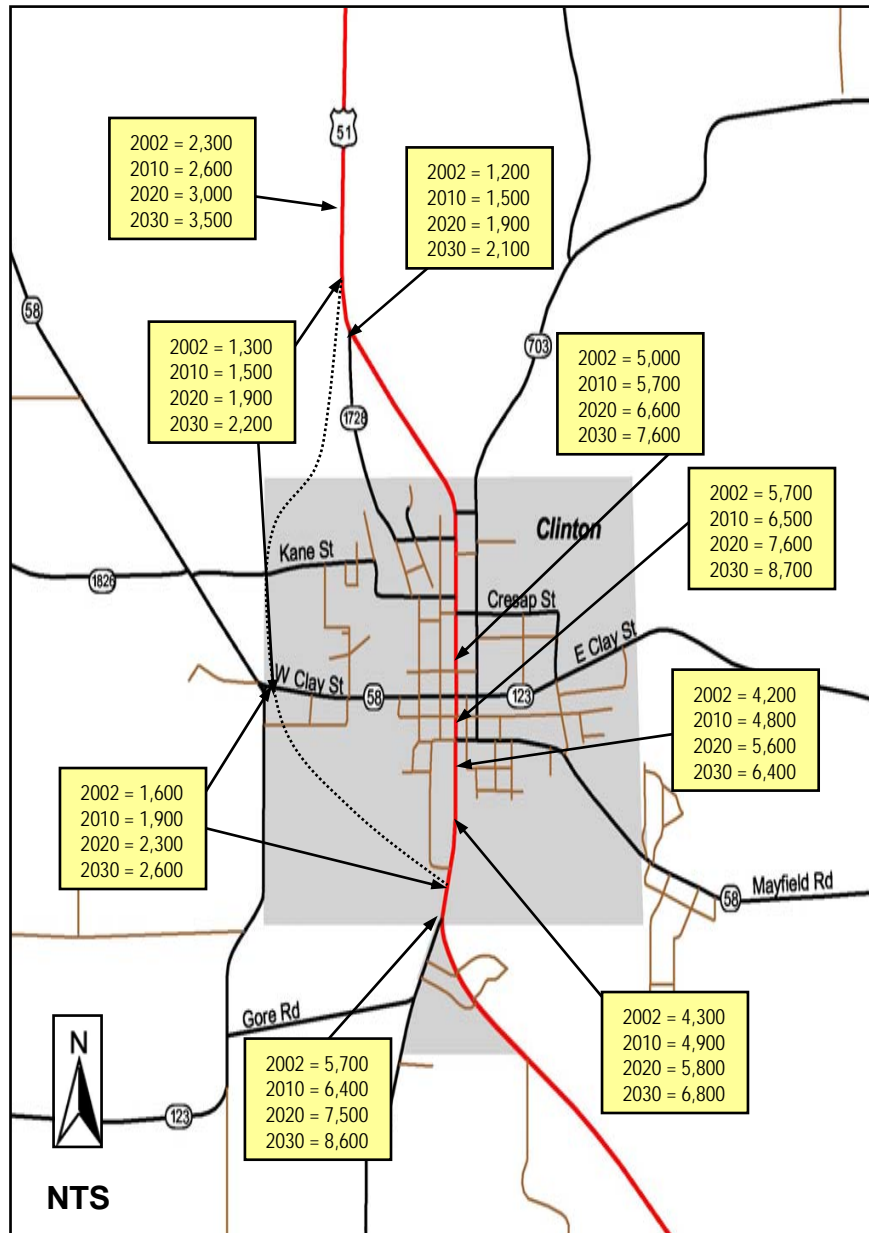 51
2002 = 2,300
2010 = 2,600
2020 = 3,000
2030 = 3,500
2002 = 1,200
2010 = 1,500
2020 = 1,900
2030 = 2,100
58
2002 = 1,300
2010 = 1,500
2020 = 1,900
2030 = 2,200
703
2002 = 5,000
2010 = 5,700
2020 = 6,600
2030 = 7,600
1728
2002 = 5,700
2010 = 6,500
2020 = 7,600
2030 = 8,700
Clinton
Kane St
1826
Cresap St
E Clay St
W Clay St
58
123
2002 = 4,200
2010 = 4,800
2020 = 5,600
2030 = 6,400
2002 = 1,600
2010 = 1,900
2020 = 2,300
2030 = 2,600
58
Mayfield Rd
Gore Rd
2002 = 4,300
2010 = 4,900
2020 = 5,800
2030 = 6,800
2002 = 5,700
2010 = 6,400
2020 = 7,500
2030 = 8,600
N
123
NTS